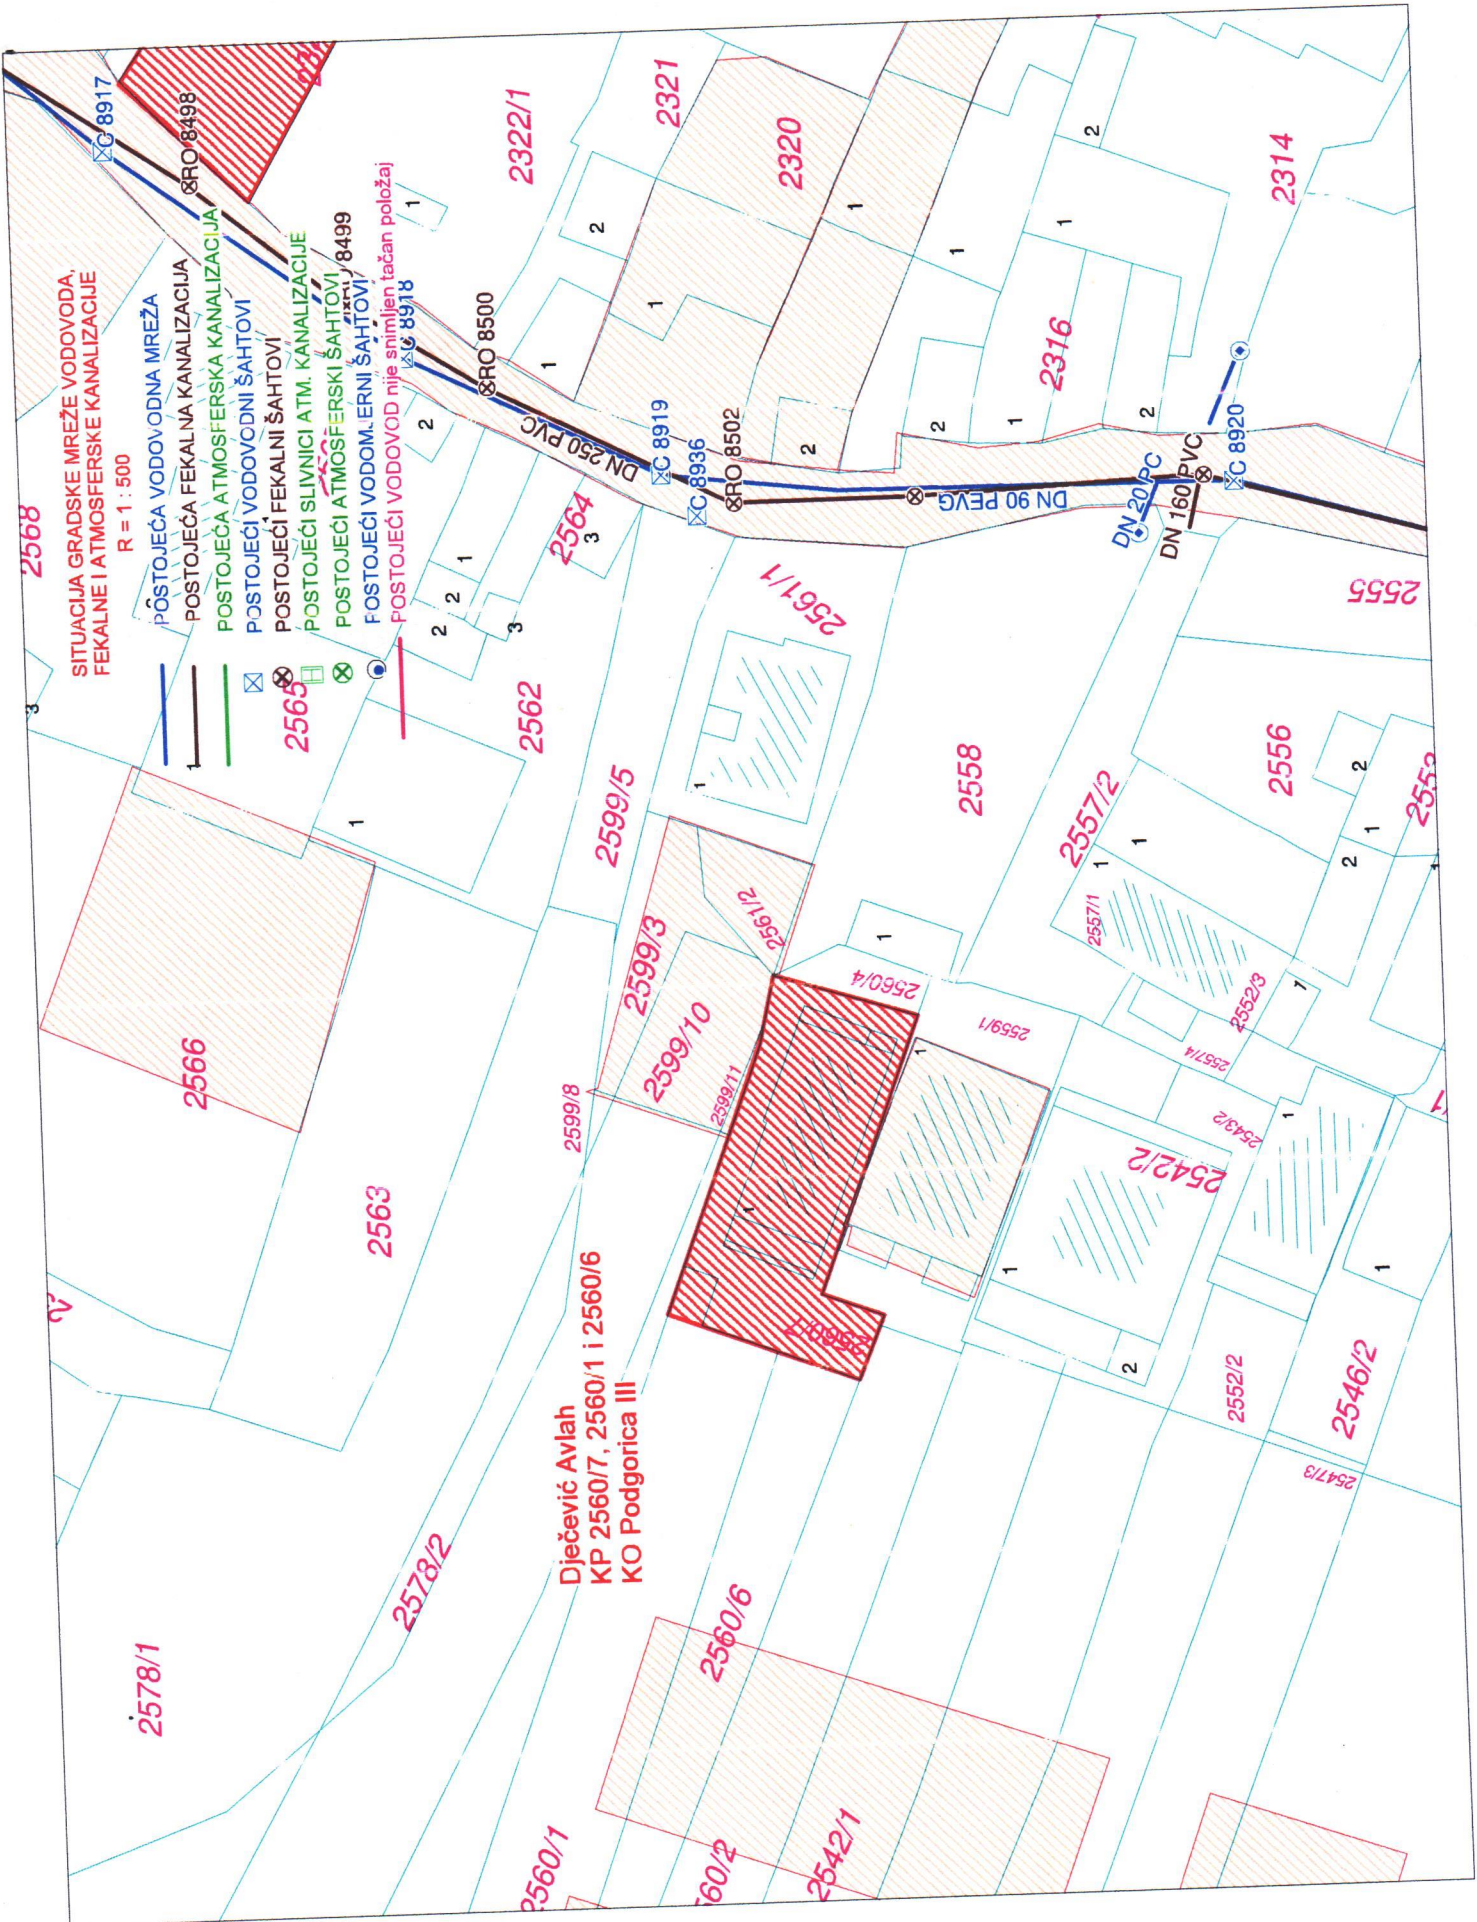 SITUACIJA GRADSKE MREŽE VODOVODA,
FEKALNE I ATMOSFERSKE KANALIZACIJE
R = 1 : 500
POSTOJEĆA VODOVODNA MREŽA
POSTOJEĆA FEKALNA KANALIZACIJA
POSTOJEĆA ATMOSFERSKA KANALIZACIJA
POSTOJEĆI VODOVODNI ŠAHTOVI
POSTOJEĆI FEKALNI ŠAHTOVI
POSTOJEĆI SLIVNICI ATM. KANALIZACIJE
POSTOJEĆI ATMOSFERSKI ŠAHTOVI
POSTOJEĆI VODOMJERNI ŠAHTOVI
POSTOJEĆI VODOVOD nije snimljen tačan položaj
Dječević Avlah
KP 2560/7, 2560/1 i 2560/6
KO Podgorica III
C 8917
RO 8498
8499
C 8918
RO 8500
C 8919
C 8936
RO 8502
C 8920
DN 250 PVC
DN 90 PEVG
DN 20 PC
DN 160 PVC
2568
2322/1
2321
2320
2314
2316
2564
2565
2562
2561/1
2555
2599/5
2558
2556
2557/2
2557/1
2566
2563
2599/3
2561/2
2599/10
2599/11
2599/8
2560/4
2559/1
2552/3
2557/4
2543/2
2542/2
2552/2
2546/2
2547/3
2578/2
2578/1
2560/6
2560/1
2542/1